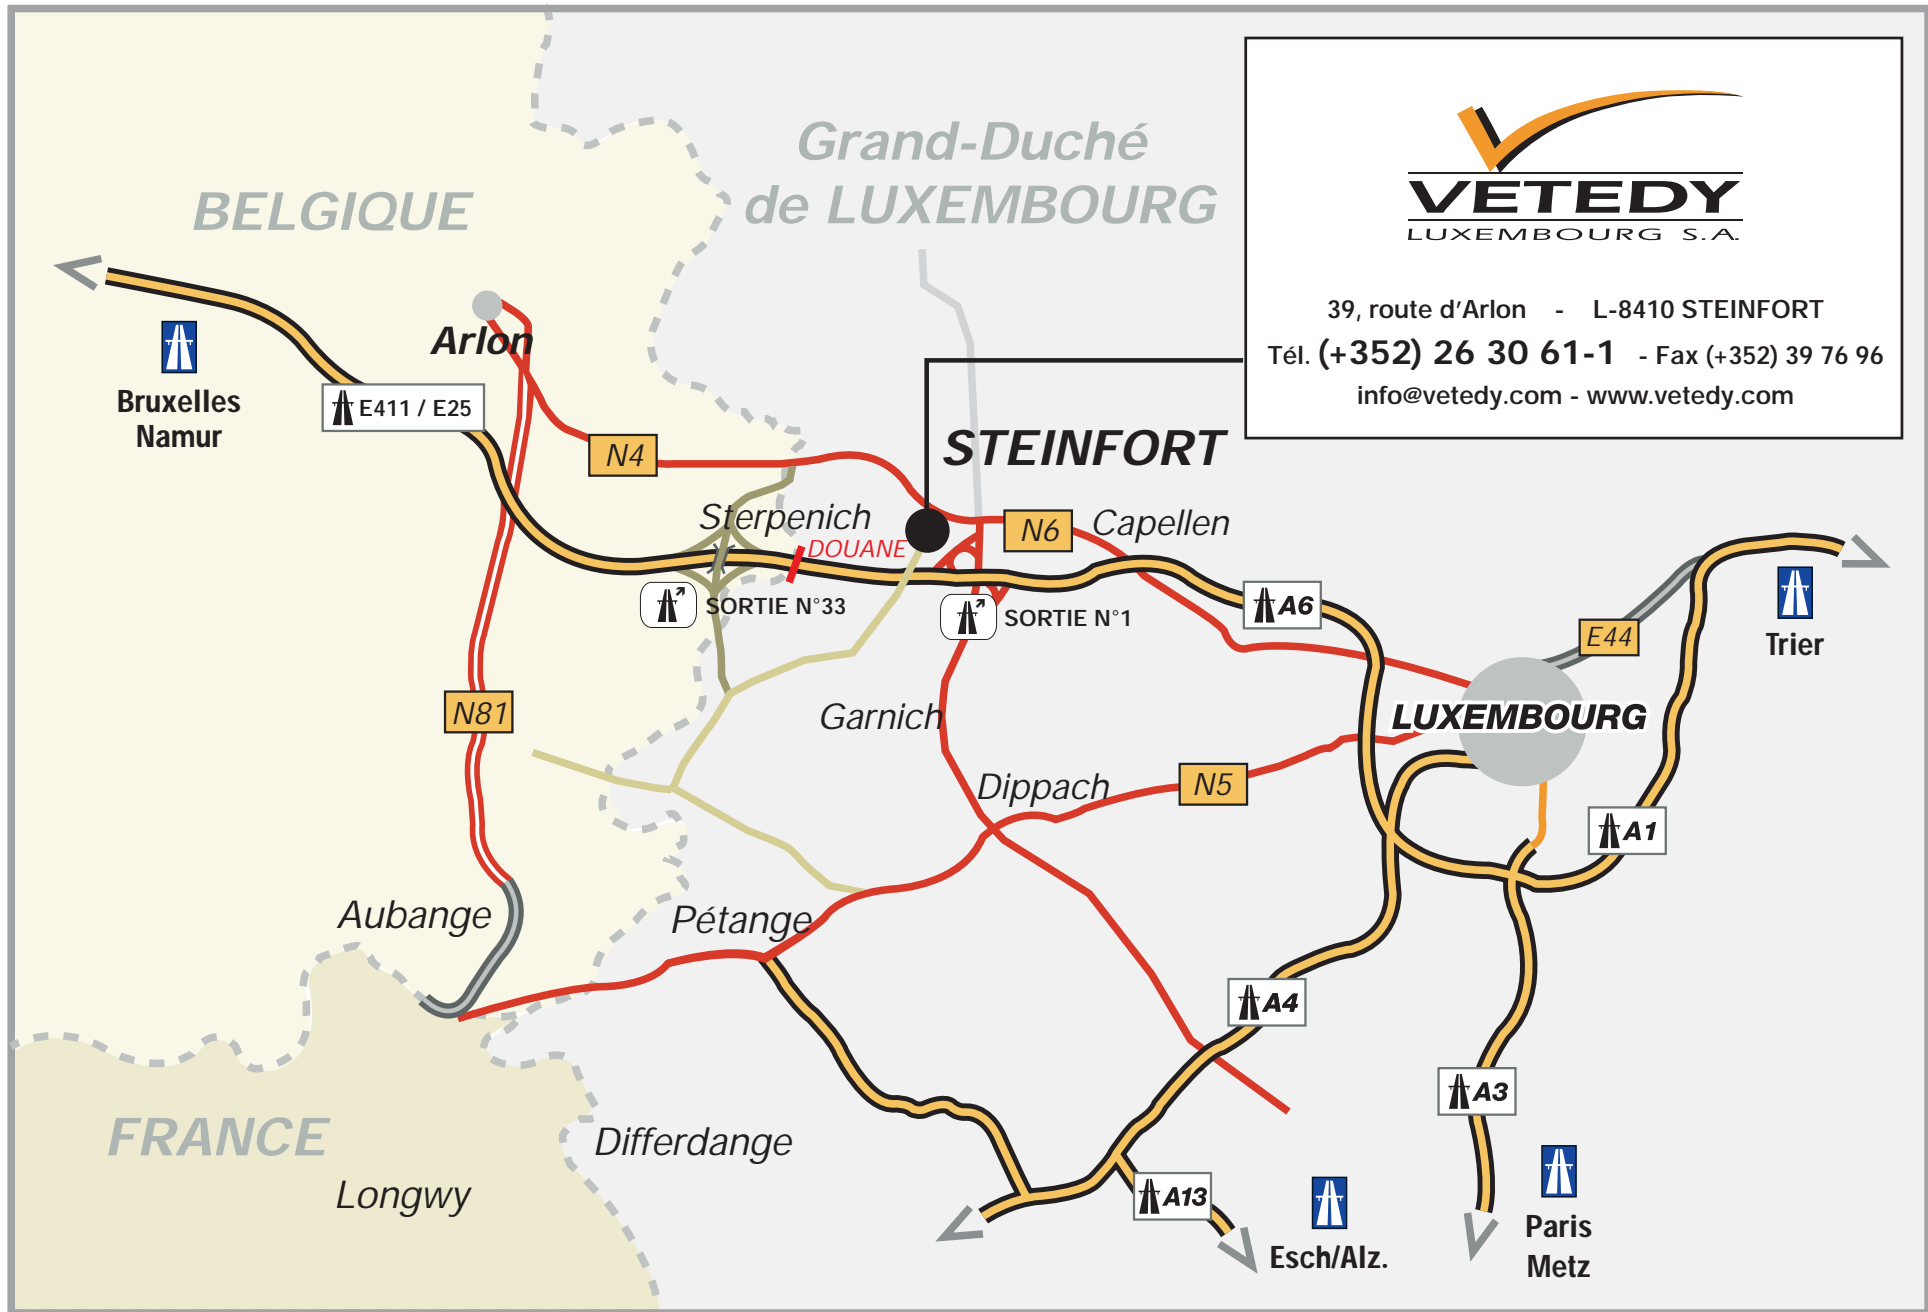 Grand-Duché
de LUXEMBOURG
BELGIQUE
VETEDY
LUXEMBOURG S.A.
39, route d'Arlon - L-8410 STEINFORT
Tél. (+352) 26 30 61-1 - Fax (+352) 39 76 96
info@vetedy.com - www.vetedy.com
Arlon
Bruxelles
Namur
E411 / E25
N4
STEINFORT
Sterpenich
DOUANE
N6
Capellen
SORTIE N°33
SORTIE N°1
A6
E44
Trier
N81
Garnich
LUXEMBOURG
Dippach
N5
A1
Aubange
Pétange
A4
A3
FRANCE
Differdange
Longwy
A13
Esch/Alz.
Paris
Metz